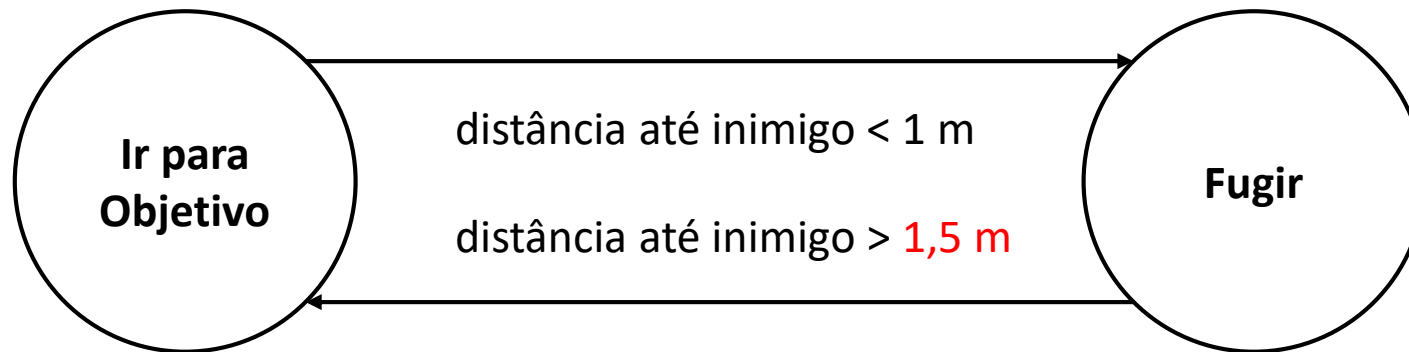 Ir para
Objetivo
distância até inimigo < 1 m
distância até inimigo > 1,5 m
Fugir